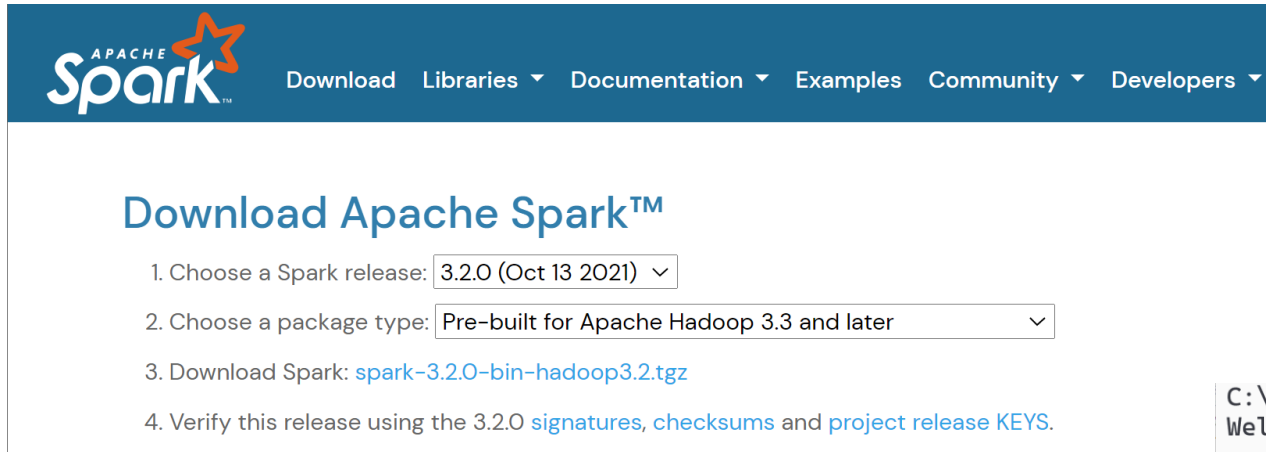 APACHE
Spark™
Download Libraries Documentation Examples Community Developers
Download Apache Spark™
1. Choose a Spark release: 3.2.0 (Oct 13 2021)
2. Choose a package type: Pre-built for Apache Hadoop 3.3 and later
3. Download Spark: spark-3.2.0-bin-hadoop3.2.tgz
4. Verify this release using the 3.2.0 signatures, checksums and project release KEYS.
C:\
Wel